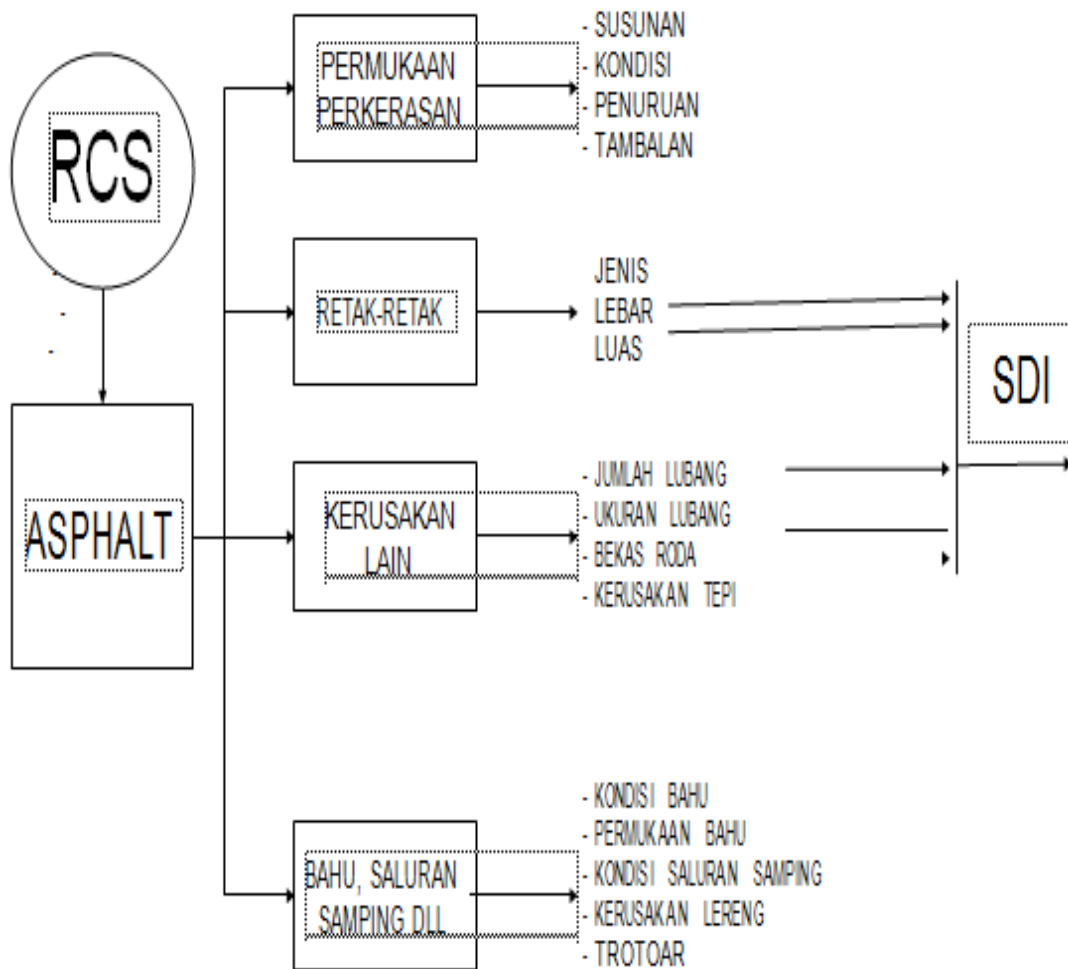 RCS
ASPHALT
PERMUKAAN
PERKERASAN
- SUSUNAN
- KONDISI
- PENURUAN
- TAMBALAN
RETAK-RETAK
JENIS
LEBAR
LUAS
KERUSAKAN
LAIN
- JUMLAH LUBANG
- UKURAN LUBANG
- BEKAS RODA
- KERUSAKAN TEPI
SDI
BAHU, SALURAN
SAMPING DLL
- KONDISI BAHU
- PERMUKAAN BAHU
- KONDISI SALURAN SAMPING
- KERUSAKAN LERENG
- TROTOAR